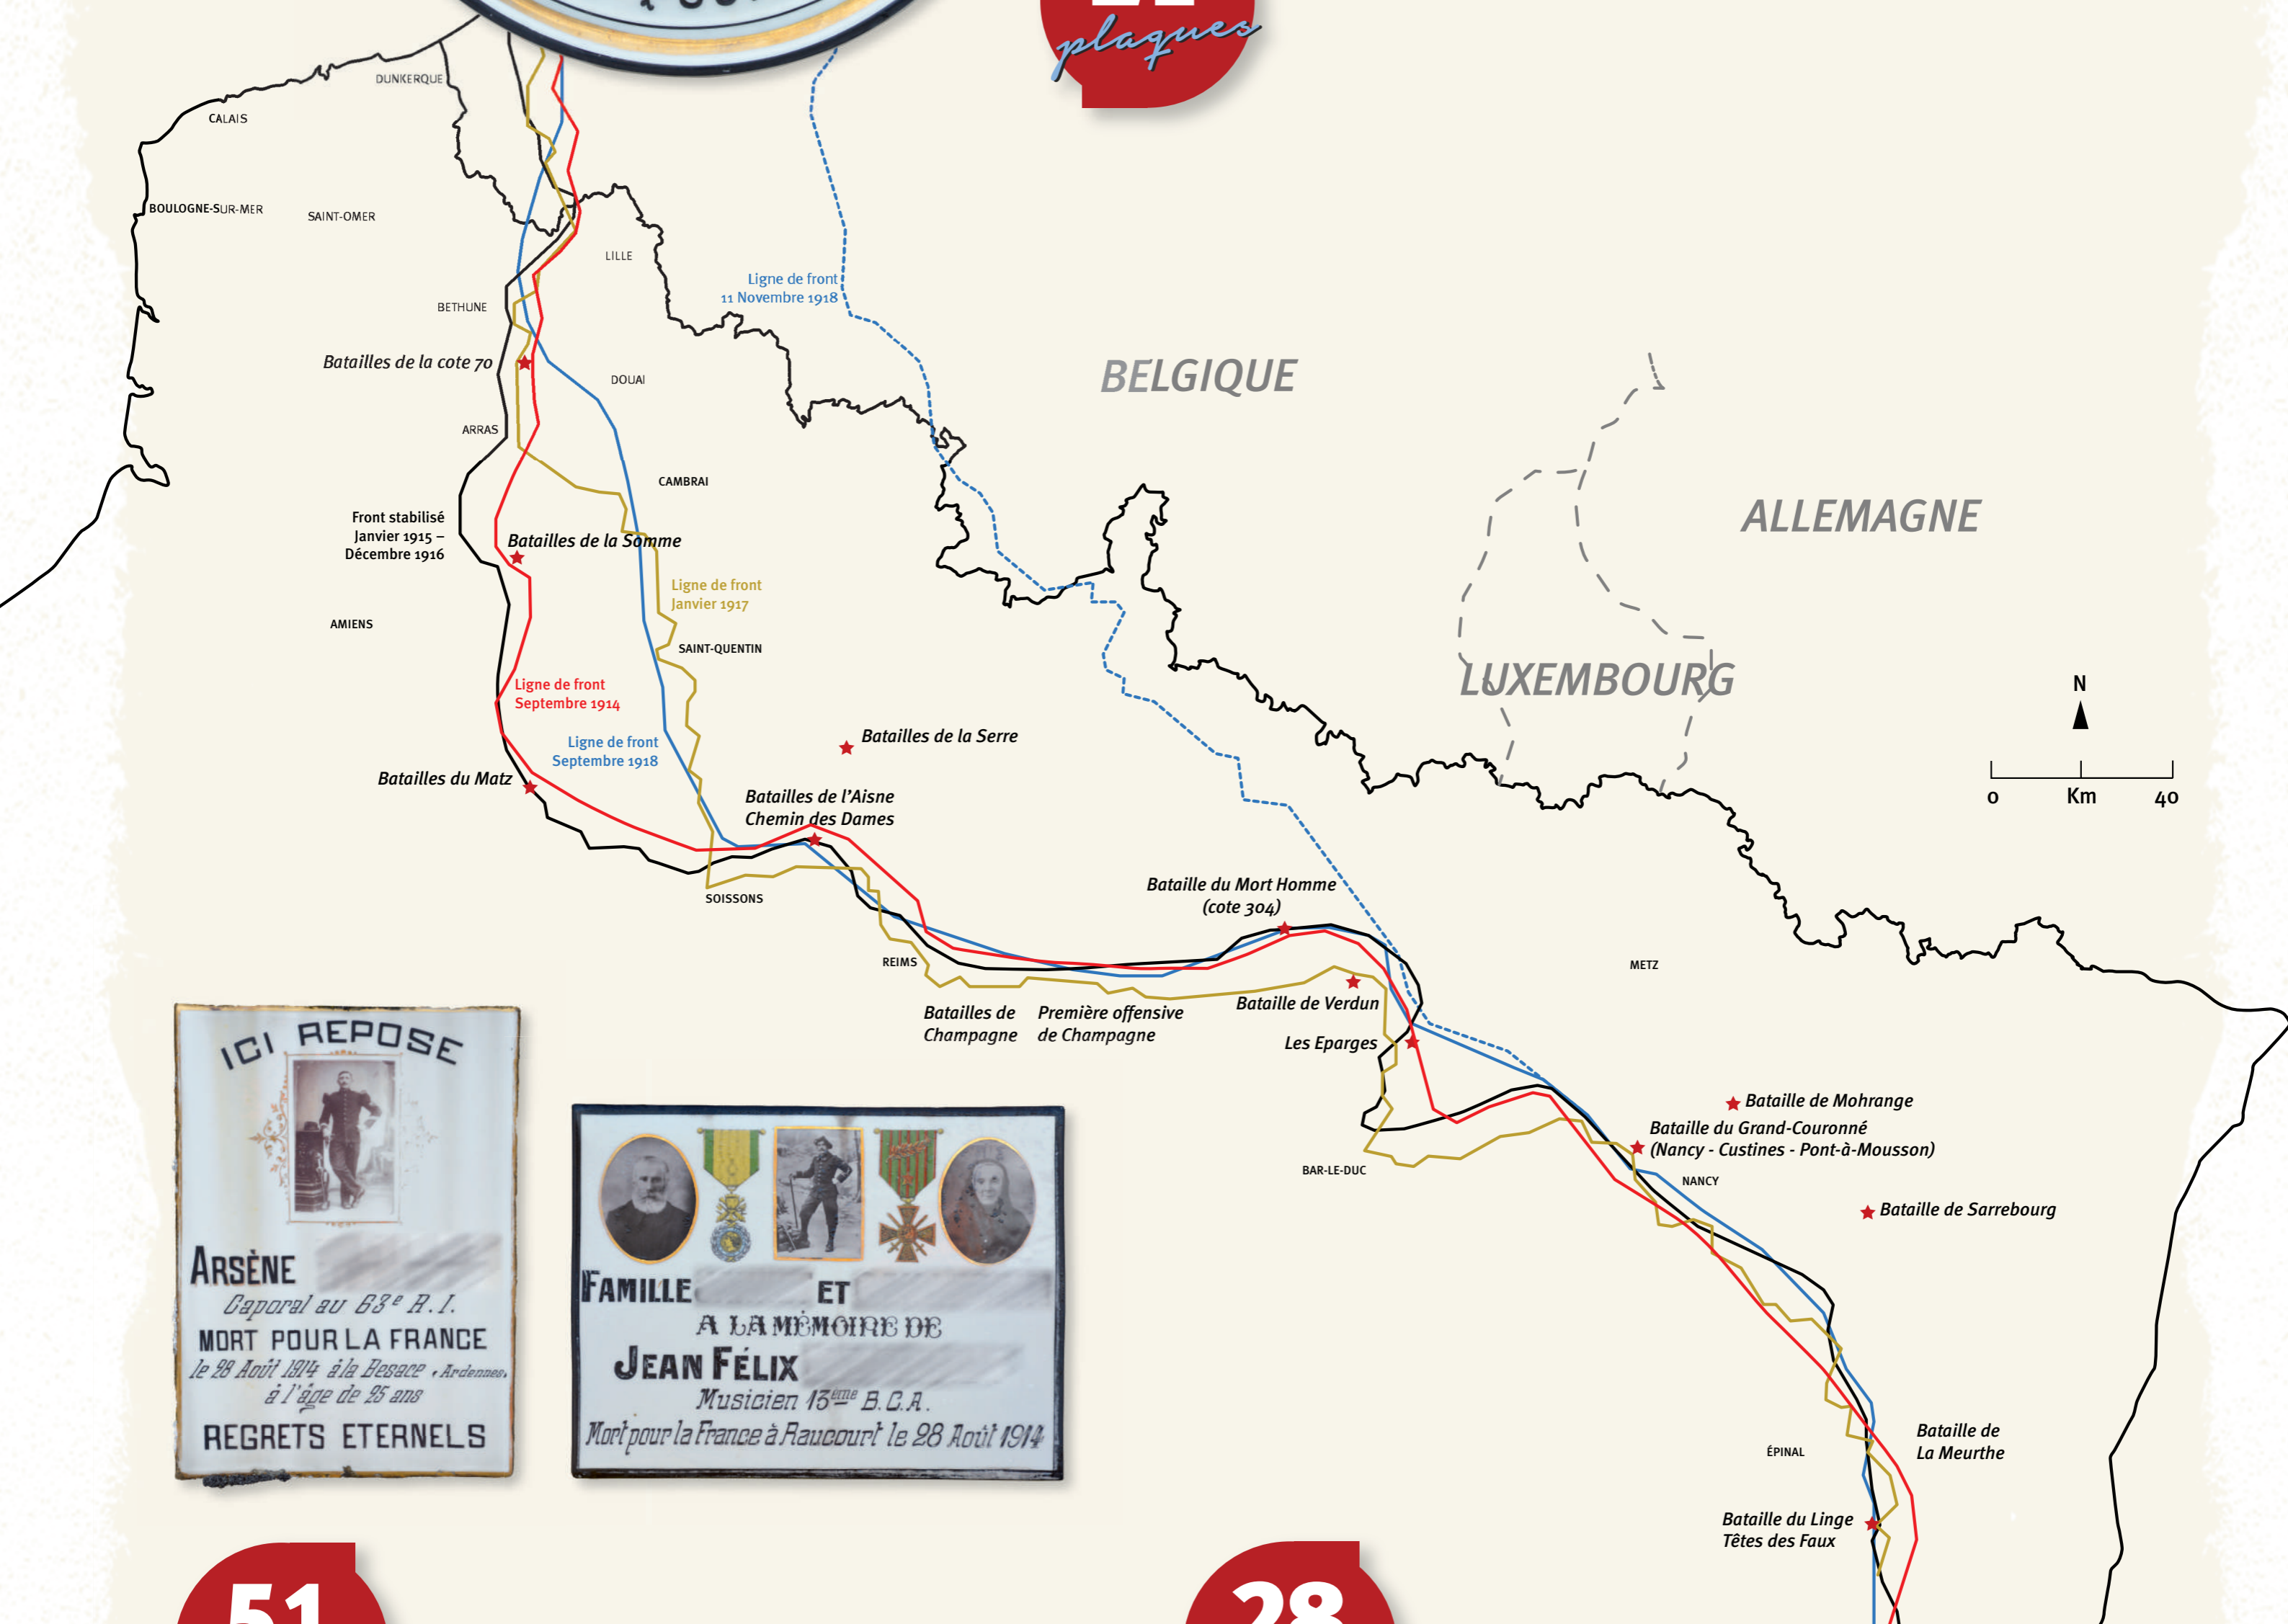 plaques
DUNKERQUE
CALAIS
BOULOGNE-SUR-MER
SAINT-OMER
LILLE
Ligne de front
11 Novembre 1918
BETHUNE
Batailles de la cote 70
DOUAI
BELGIQUE
ARRAS
CAMBRAI
ALLEMAGNE
Front stabilisé
Janvier 1915 –
Décembre 1916
Batailles de la Somme
Ligne de front
Janvier 1917
AMIENS
SAINT-QUENTIN
LUXEMBOURG
Ligne de front
Septembre 1914
N
Ligne de front
Septembre 1918
Batailles de la Serre
Batailles du Matz
0 Km 40
Batailles de l'Aisne
Chemin des Dames
SOISSONS
Bataille du Mort Homme
(cote 304)
REIMS
METZ
Batailles de
Champagne
Première offensive
de Champagne
Bataille de Verdun
Les Eparges
Bataille de Mohrange
Bataille du Grand-Couronné
(Nancy - Custines - Pont-à-Mousson)
BAR-LE-DUC
NANCY
Bataille de Sarrebourg
Bataille de
La Meurthe
ÉPINAL
Bataille du Linge
Têtes des Faux
ICI REPOSE
ARSÈNE
Caporal au 63e R.I.
MORT POUR LA FRANCE
le 28 Août 1914 à la Besace, Ardennes,
à l'âge de 25 ans
REGRETS ETERNELS
FAMILLE ET
A LA MÉMOIRE DE
JEAN FÉLIX
Musicien 13ème B.C.A.
Mort pour la France à Raucourt le 28 Août 1914
51
28